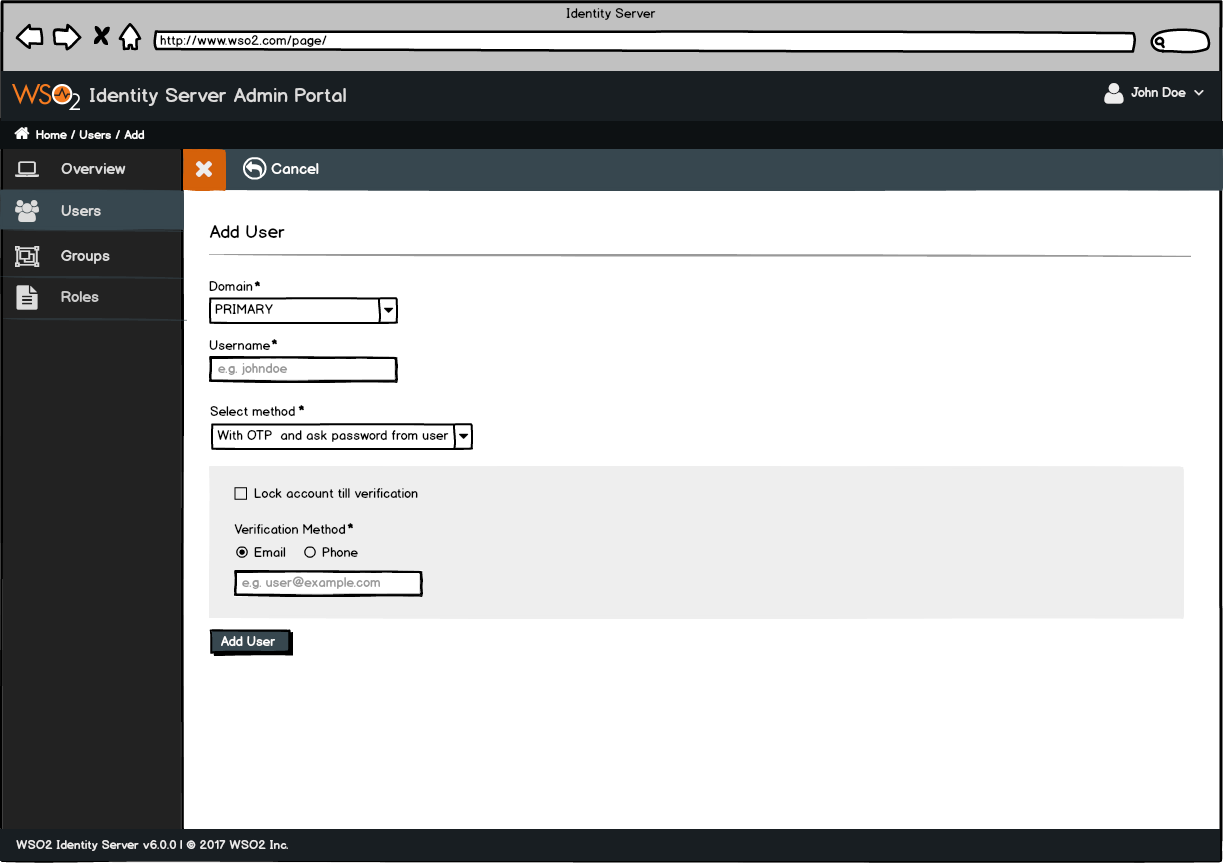 Identity Server
http://www.wso2.com/page/
WSO2 Identity Server Admin Portal
John Doe
Home / Users / Add
Overview
Cancel
Users
Groups
Roles
Add User
Domain*
PRIMARY
Username*
e.g. johndoe
Select method *
With OTP and ask password from user
Lock account till verification
Verification Method*
Email Phone
e.g. user@example.com
Add User
WSO2 Identity Server v6.0.0 | © 2017 WSO2 Inc.